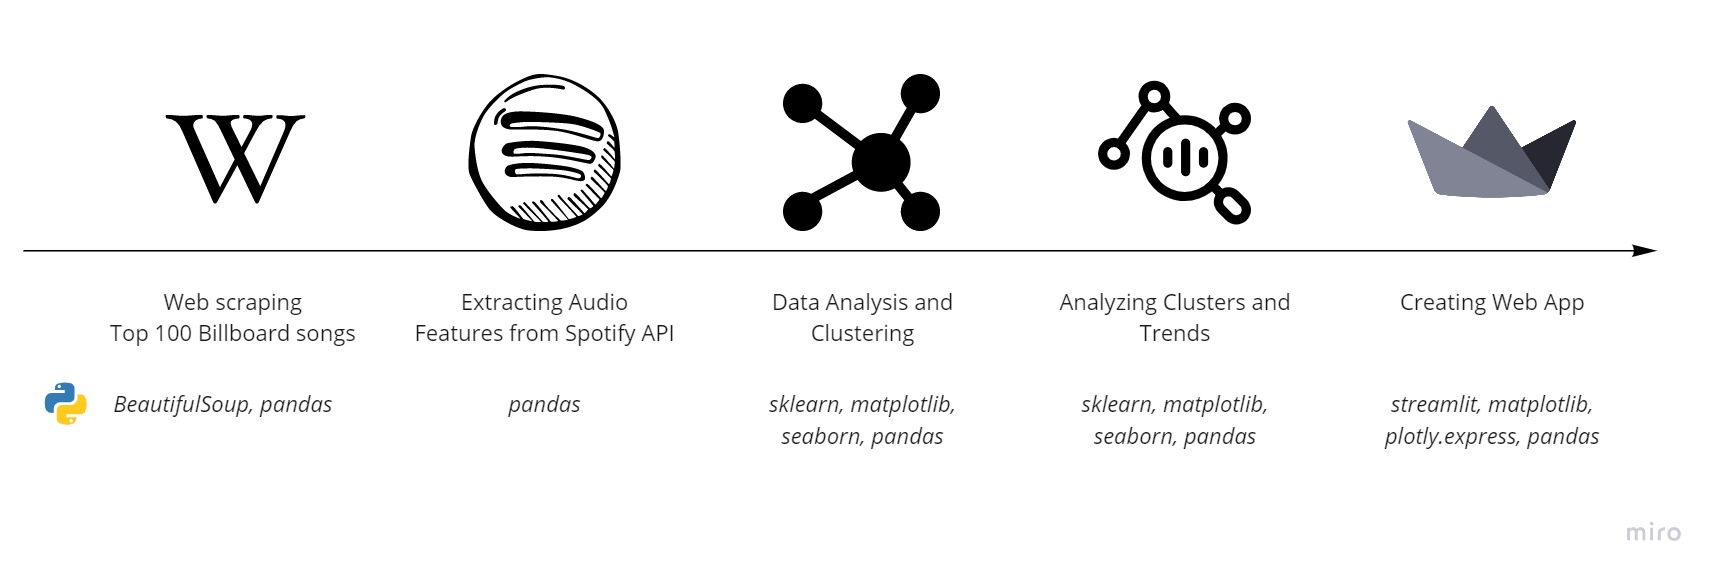 W
Web scraping
Top 100 Billboard songs
Extracting Audio
Features from Spotify API
Data Analysis and
Clustering
Analyzing Clusters and
Trends
Creating Web App
BeautifulSoup, pandas
pandas
sklearn, matplotlib,
seaborn, pandas
sklearn, matplotlib,
seaborn, pandas
streamlit, matplotlib,
plotly.express, pandas
miro